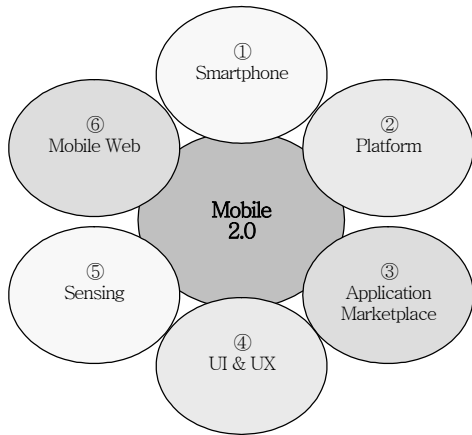 ①
Smartphone
②
Platform
③
Application
Marketplace
④
UI & UX
⑤
Sensing
⑥
Mobile Web
Mobile
2.0